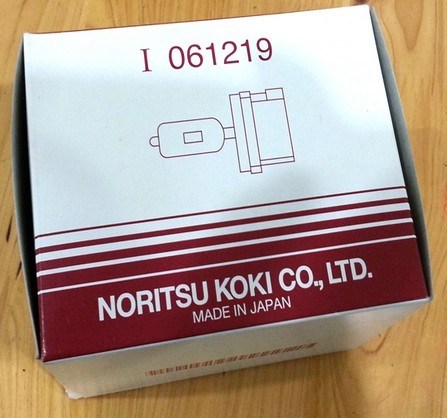 I 061219
NORITSU KOKI CO., LTD.
MADE IN JAPAN